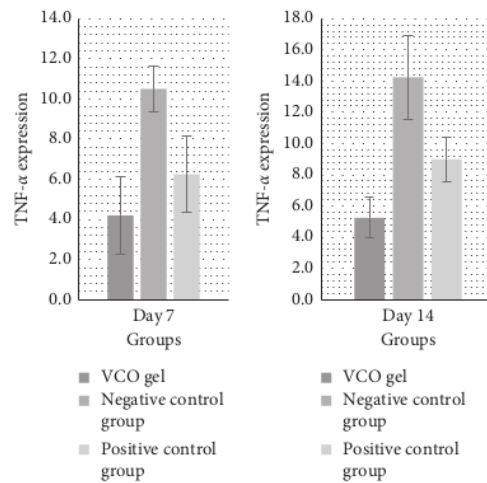 14.0
12.0
10.0
8.0
6.0
4.0
2.0
0.0
TNF-α expression
Day 7
Groups
VCO gel
Negative control
group
Positive control
group
18.0
16.0
14.0
12.0
10.0
8.0
6.0
4.0
2.0
0.0
TNF-α expression
Day 14
Groups
VCO gel
Negative control
group
Positive control
group